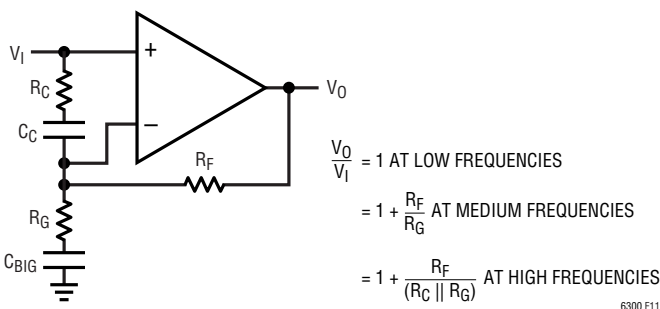 V_I
R_C
C_C
+
−
V_O
R_F
R_G
C_BIG
V_O/V_I = 1 AT LOW FREQUENCIES
= 1 + R_F/R_G AT MEDIUM FREQUENCIES
= 1 + R_F/(R_C || R_G) AT HIGH FREQUENCIES
6300 F11